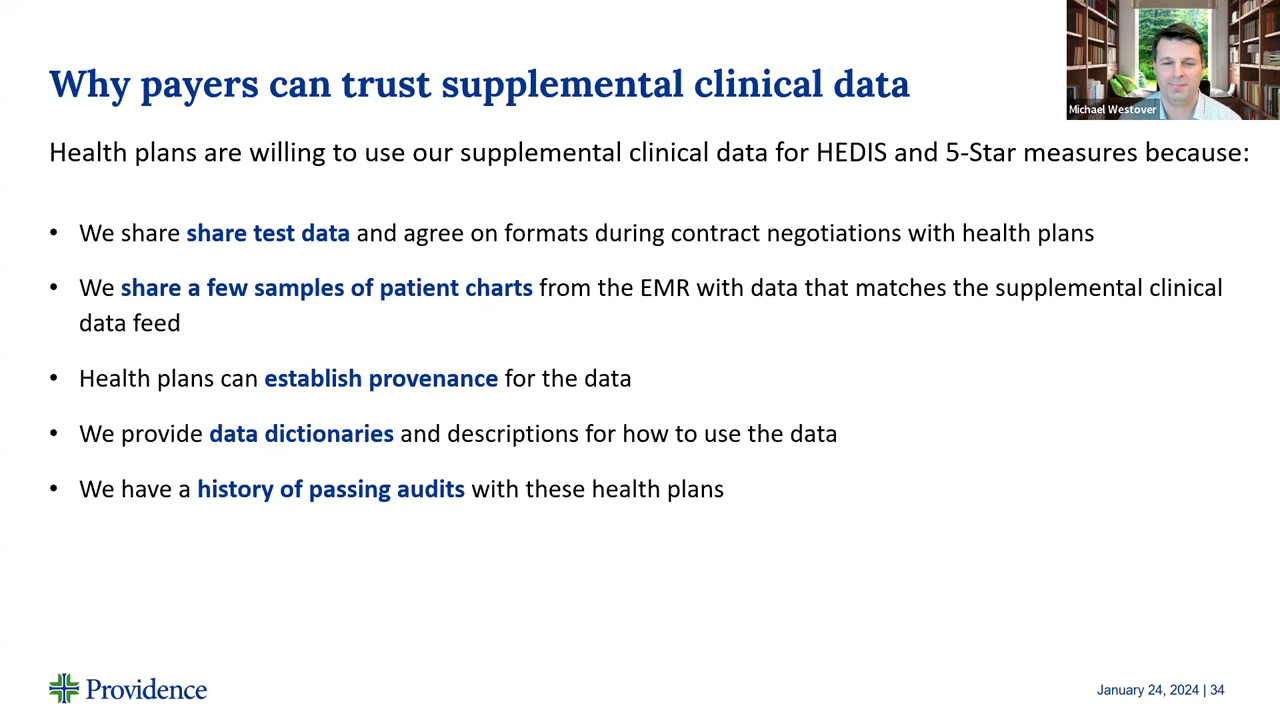 Why payers can trust supplemental clinical data
Michael Westover
Health plans are willing to use our supplemental clinical data for HEDIS and 5-Star measures because:
• We share share test data and agree on formats during contract negotiations with health plans
• We share a few samples of patient charts from the EMR with data that matches the supplemental clinical
data feed
• Health plans can establish provenance for the data
• We provide data dictionaries and descriptions for how to use the data
• We have a history of passing audits with these health plans
Providence
January 24, 2024 | 34